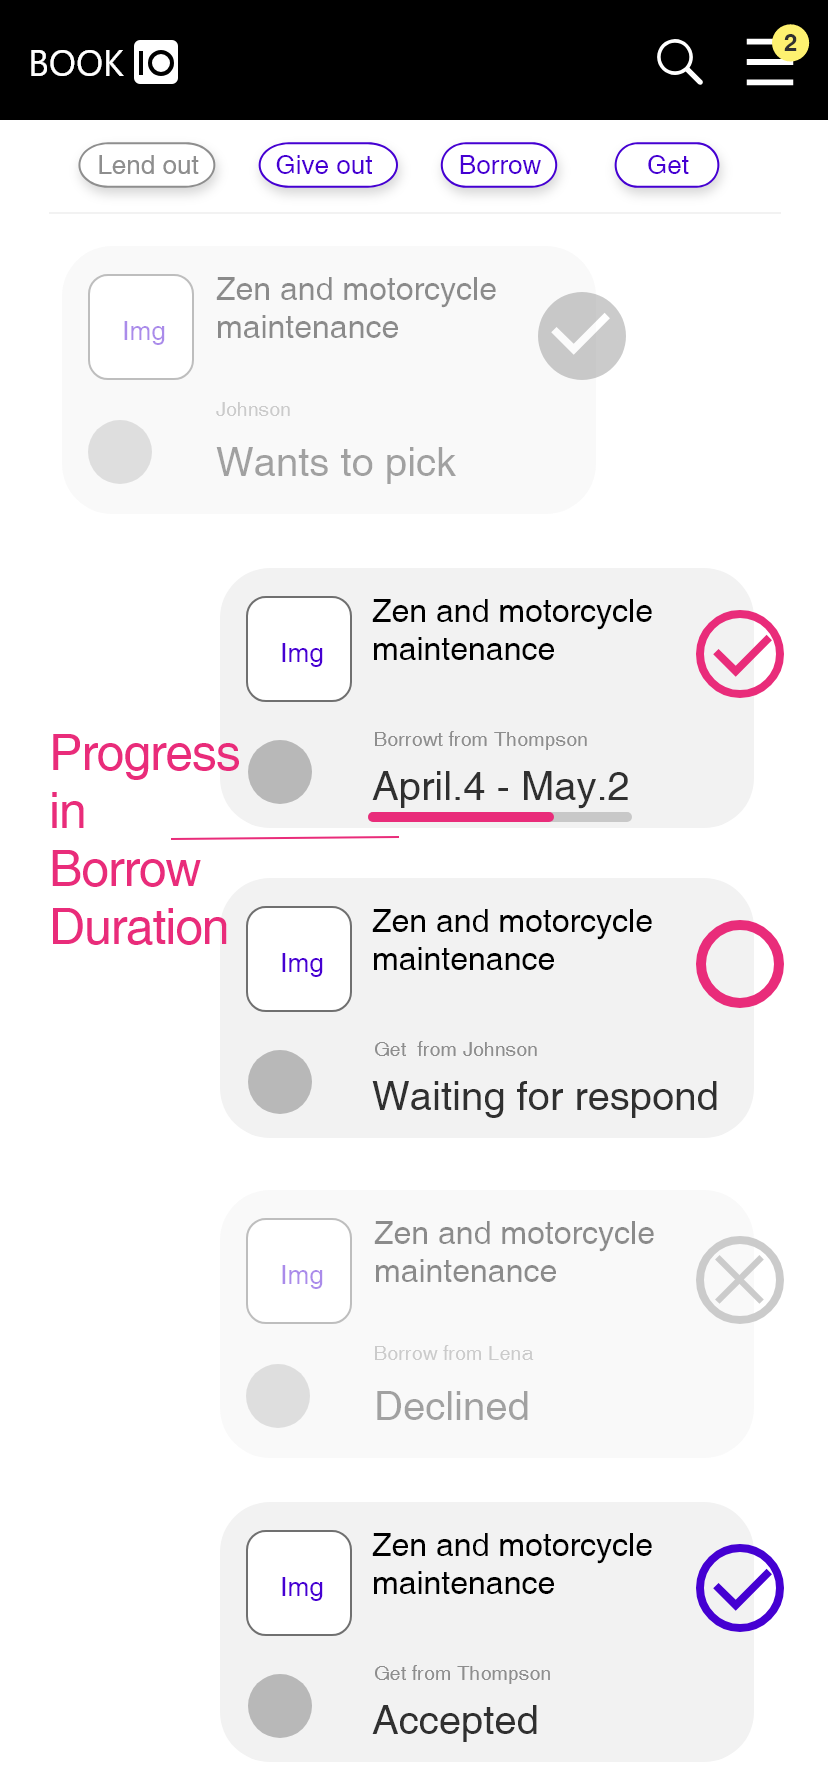 BOOK IO
2
Lend out Give out Borrow Get
Img
Zen and motorcycle
maintenance
Johnson
Wants to pick
Img
Zen and motorcycle
maintenance
Borrowt from Thompson
April.4 - May.2
Progress
in
Borrow
Duration
Img
Zen and motorcycle
maintenance
Get  from Johnson
Waiting for respond
Img
Zen and motorcycle
maintenance
Borrow from Lena
Declined
Img
Zen and motorcycle
maintenance
Get from Thompson
Accepted